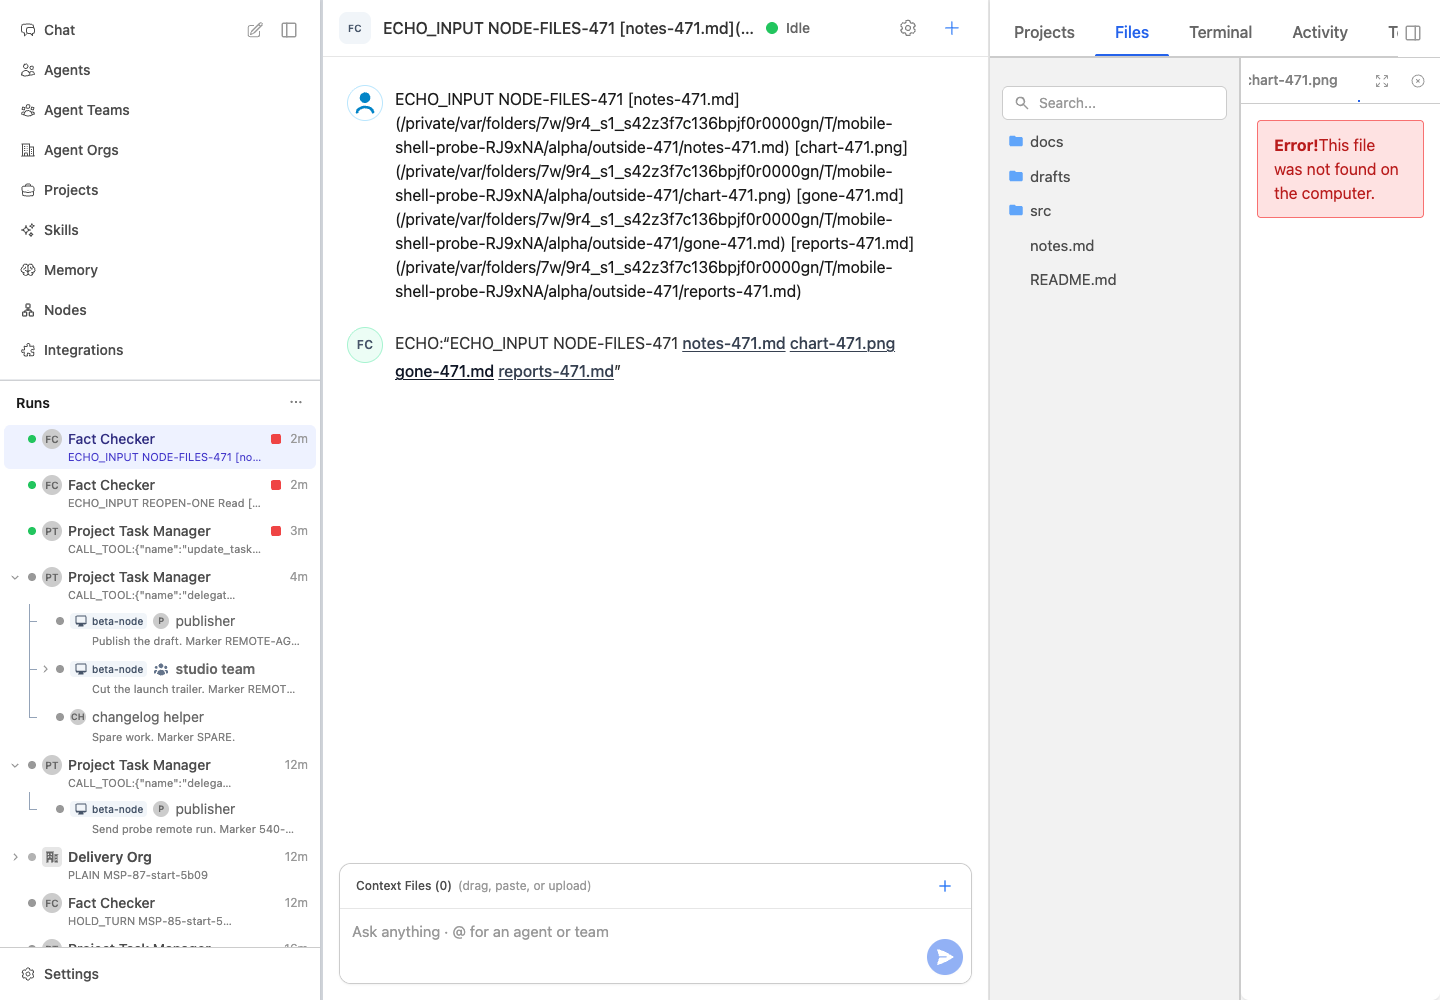 Chat
Agents
Agent Teams
Agent Orgs
Projects
Skills
Memory
Nodes
Integrations
Runs
FC Fact Checker 2m
ECHO_INPUT NODE-FILES-471 [no...
FC Fact Checker 2m
ECHO_INPUT REOPEN-ONE Read [...
PT Project Task Manager 3m
CALL_TOOL:{"name":"update_task...
PT Project Task Manager 4m
CALL_TOOL:{"name":"delegat...
beta-node P publisher
Publish the draft. Marker REMOTE-AG...
beta-node studio team
Cut the launch trailer. Marker REMOT...
CH changelog helper
Spare work. Marker SPARE.
PT Project Task Manager 12m
CALL_TOOL:{"name":"delega...
beta-node P publisher
Send probe remote run. Marker 540-...
Delivery Org 12m
PLAIN MSP-87-start-5b09
FC Fact Checker 12m
HOLD_TURN MSP-85-start-5...
Settings
FC ECHO_INPUT NODE-FILES-471 [notes-471.md](... Idle
ECHO_INPUT NODE-FILES-471 [notes-471.md]
(/private/var/folders/7w/9r4_s1_s42z3f7c136bpjf0r0000gn/T/mobile-
shell-probe-RJ9xNA/alpha/outside-471/notes-471.md) [chart-471.png]
(/private/var/folders/7w/9r4_s1_s42z3f7c136bpjf0r0000gn/T/mobile-
shell-probe-RJ9xNA/alpha/outside-471/chart-471.png) [gone-471.md]
(/private/var/folders/7w/9r4_s1_s42z3f7c136bpjf0r0000gn/T/mobile-
shell-probe-RJ9xNA/alpha/outside-471/gone-471.md) [reports-471.md]
(/private/var/folders/7w/9r4_s1_s42z3f7c136bpjf0r0000gn/T/mobile-
shell-probe-RJ9xNA/alpha/outside-471/reports-471.md)
FC ECHO:“ECHO_INPUT NODE-FILES-471 notes-471.md chart-471.png
gone-471.md reports-471.md”
Context Files (0) (drag, paste, or upload)
Ask anything · @ for an agent or team
Projects Files Terminal Activity
Search...
docs
drafts
src
notes.md
README.md
chart-471.png
Error!This file
was not found on
the computer.